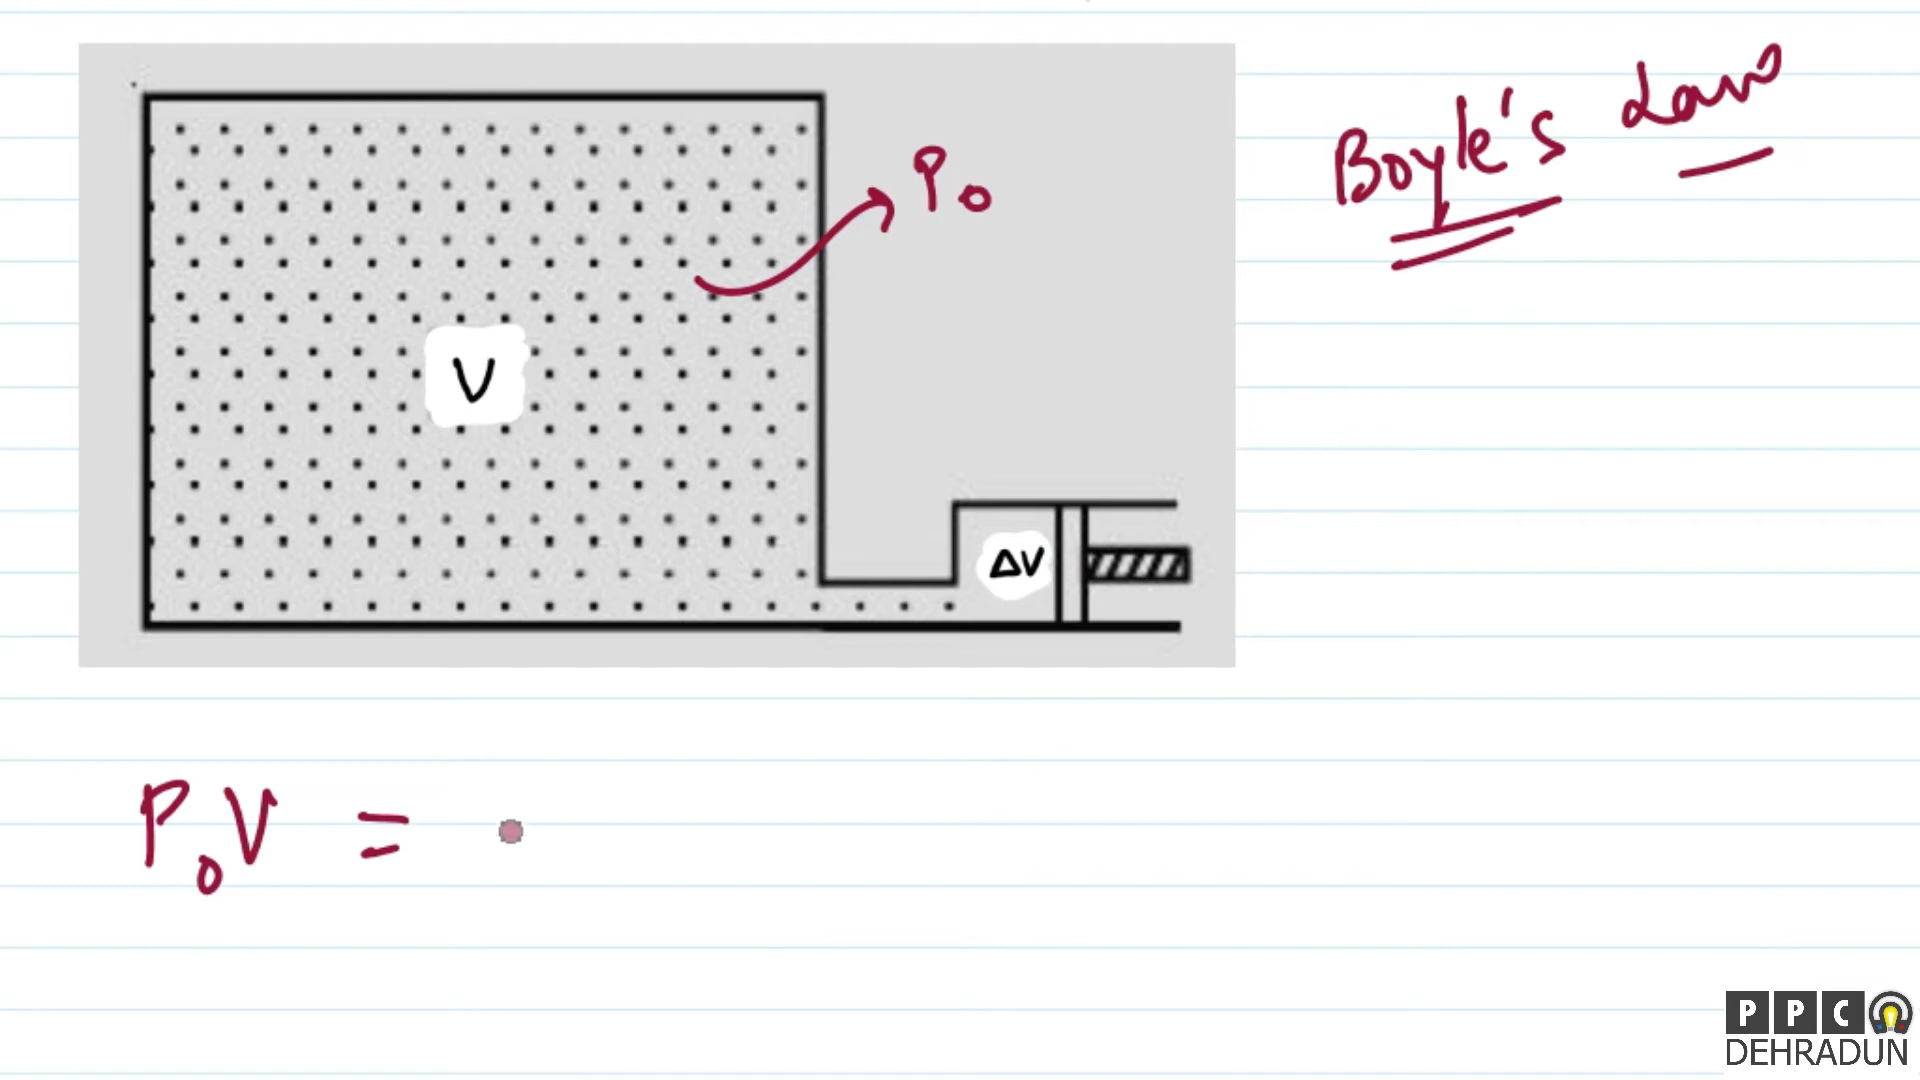 Boyle's Law
P₀
V
ΔV
P₀V =
PPC
DEHRADUN